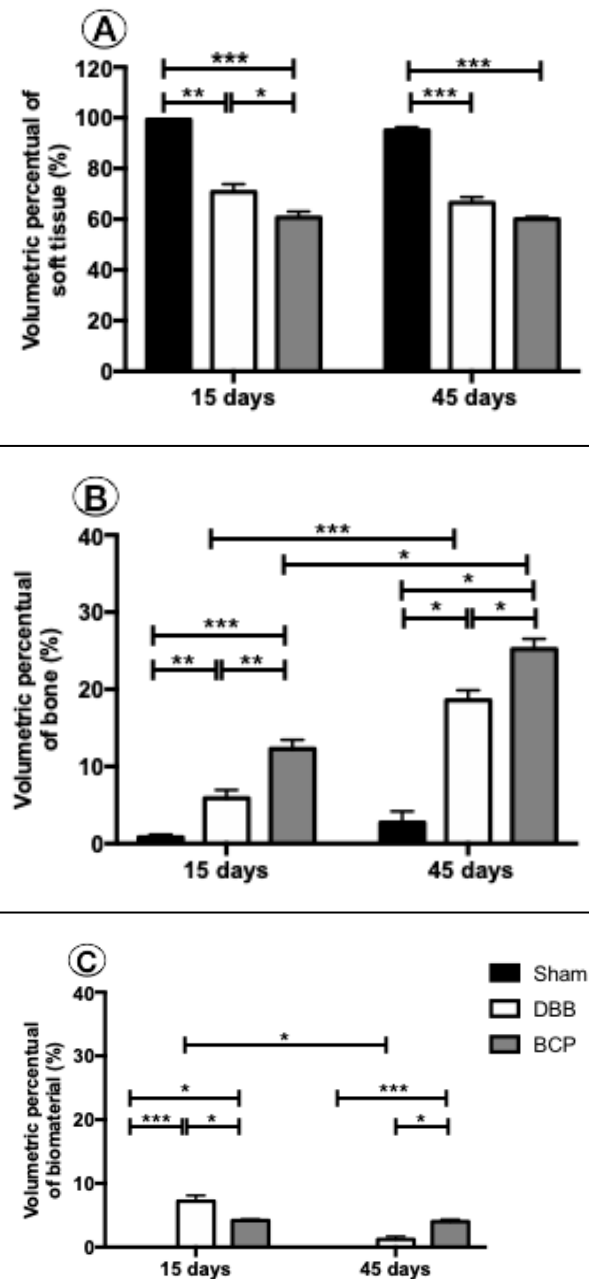 A
Volumetric percentual of
soft tissue (%)
120
100
80
60
40
20
0
***
**
*
***
***
15 days
45 days
B
Volumetric percentual
of bone (%)
40
30
20
10
0
***
*
*
***
*
*
**
**
15 days
45 days
C
Volumetric percentual
of biomaterial (%)
40
30
20
10
0
Sham
DBB
BCP
*
*
***
***
*
*
15 days
45 days